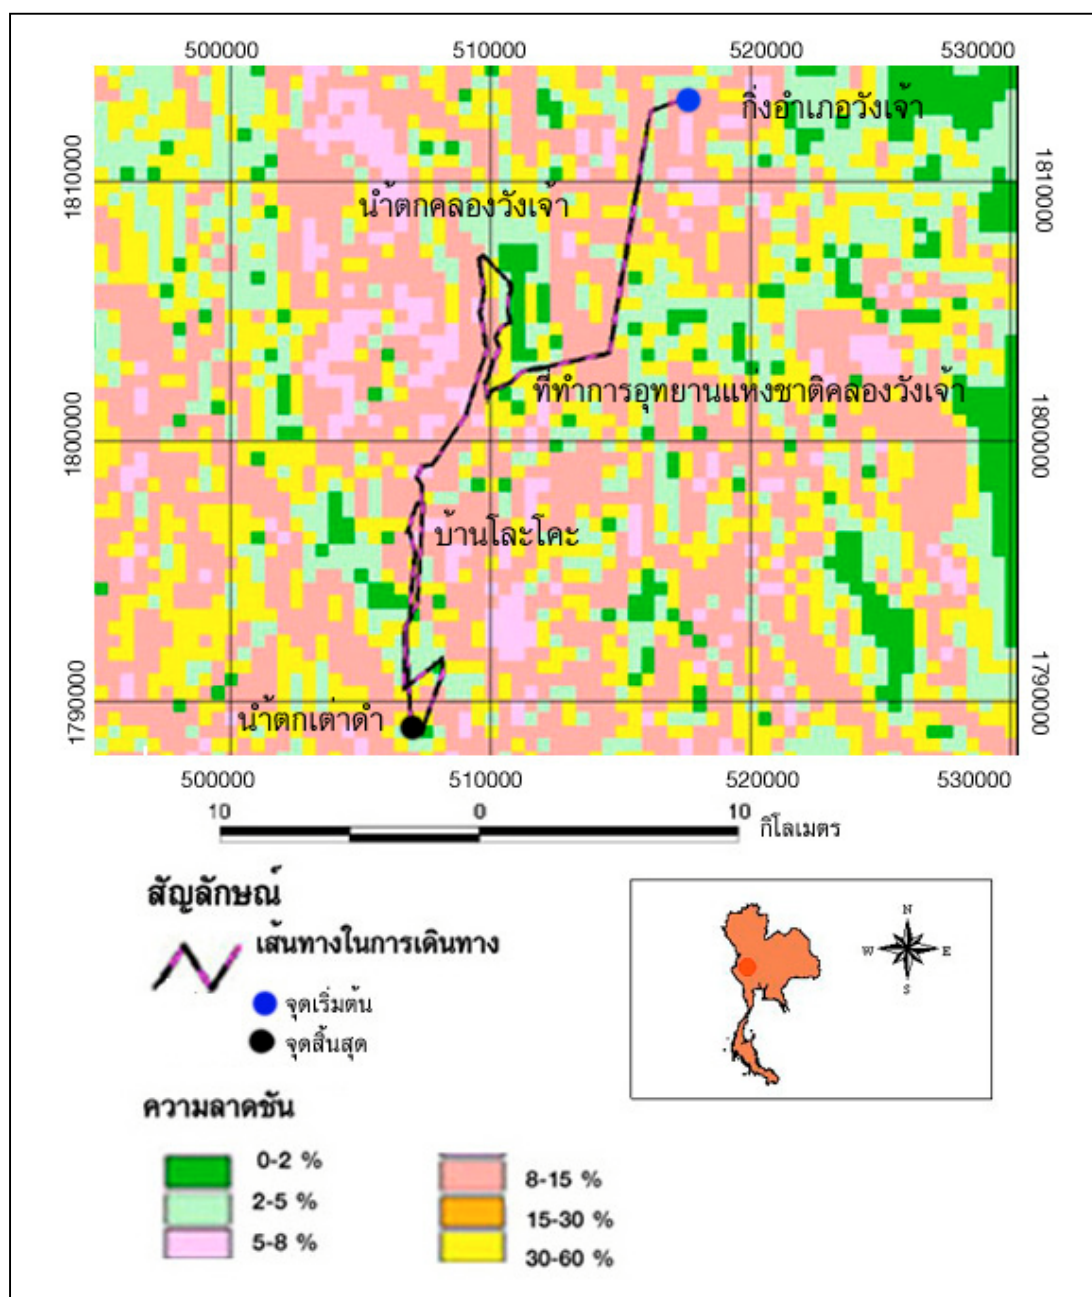 500000 510000 520000 530000
กิ่งอำเภอวังเจ้า
1810000 1810000
น้ำตกคลองวังเจ้า
ที่ทำการอุทยานแห่งชาติคลองวังเจ้า
1800000 1800000
บ้านโละโคะ
1790000 1790000
น้ำตกเต่าดำ
500000 510000 520000 530000
10 0 10
กิโลเมตร
สัญลักษณ์
เส้นทางในการเดินทาง
จุดเริ่มต้น
จุดสิ้นสุด
N
W E
S
ความลาดชัน
0-2 %
2-5 %
5-8 %
8-15 %
15-30 %
30-60 %